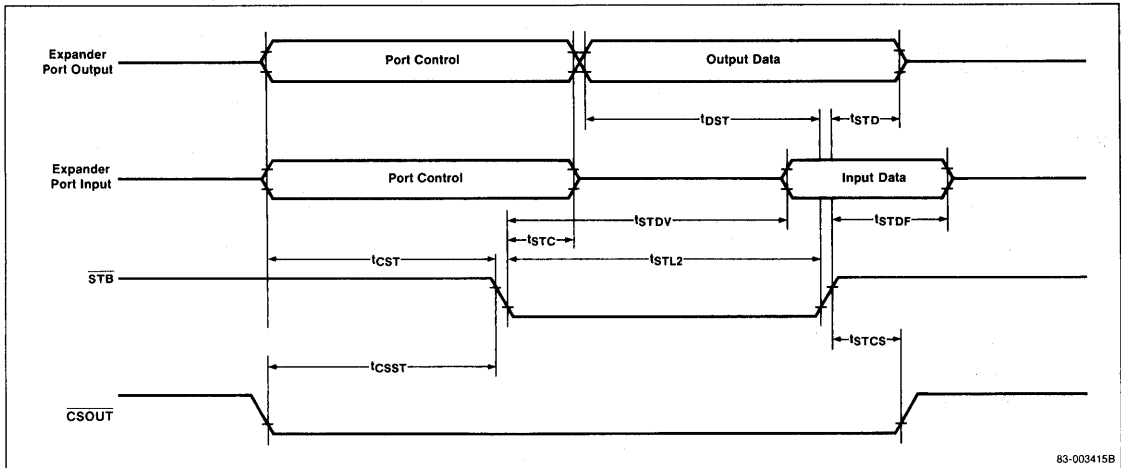 Expander
Port Output
Port Control
Output Data
tDST
tSTD
Expander
Port Input
Port Control
Input Data
tSTDV
tSTDF
tSTC
tCST
tSTL2
STB
tSTCS
tCSST
CSOUT
83-003415B